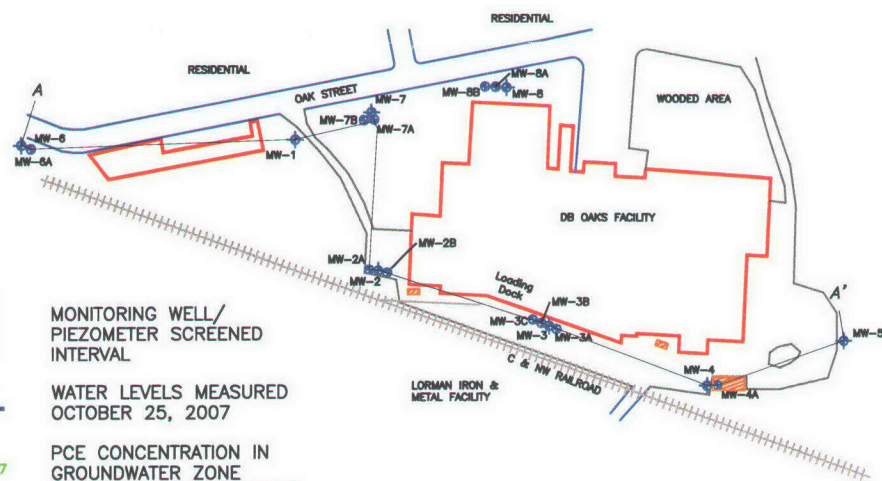 RESIDENTIAL
RESIDENTIAL
A
OAK STREET
MW-8A
MW-8B
MW-8
WOODED AREA
MW-7
MW-7B
MW-7A
MW-6
MW-6A
MW-1
DB OAKS FACILITY
MW-2B
MW-2A
MW-2
Loading
Dock
A'
MW-3B
MW-3C
MW-3
MW-3A
MW-5
C & NW RAILROAD
MW-4
MW-4A
LORMAN IRON &
METAL FACILITY
MONITORING WELL/
PIEZOMETER SCREENED
INTERVAL
WATER LEVELS MEASURED
OCTOBER 25, 2007
PCE CONCENTRATION IN
GROUNDWATER ZONE
7